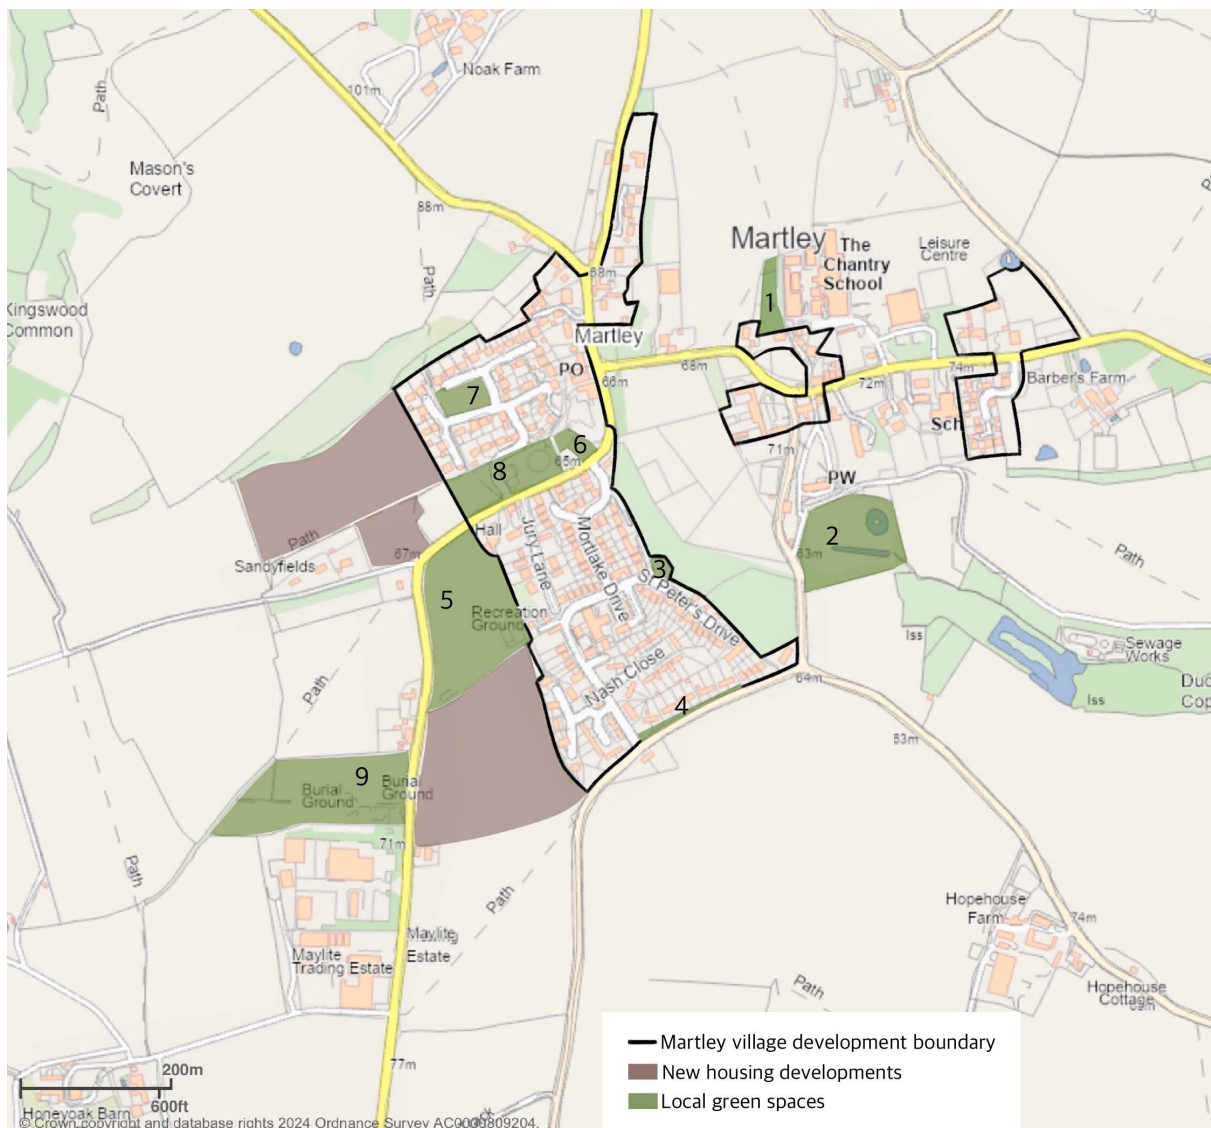 Noak Farm
101m
Path
Mason's
Covert
88m
Martley
The
Chantry
School
Leisure
Centre
68m
1
Path
Kingswood
Common
Martley
PO
68m
66m
72m
74m
Barber's Farm
7
Sch
6
65m
71m
8
PW
Hall
2
Path
67m
Jury Lane
Mortlake Drive
63m
Path
Sandyfields
3
St Peter's Drive
5
Recreation
Ground
Iss
Sewage
Works
Nash Close
64m
Path
Iss
4
83m
9
Burial
Ground
Burial
Ground
71m
Path
Path
Hopehouse
Farm
74m
Maylite
Trading Estate
Maylite
Estate
Path
Hopehouse
Cottage
Martley village development boundary
77m
200m
New housing developments
600ft
Local green spaces
Honeyoak Barn
© Crown copyright and database rights 2024 Ordnance Survey AC0000809204.